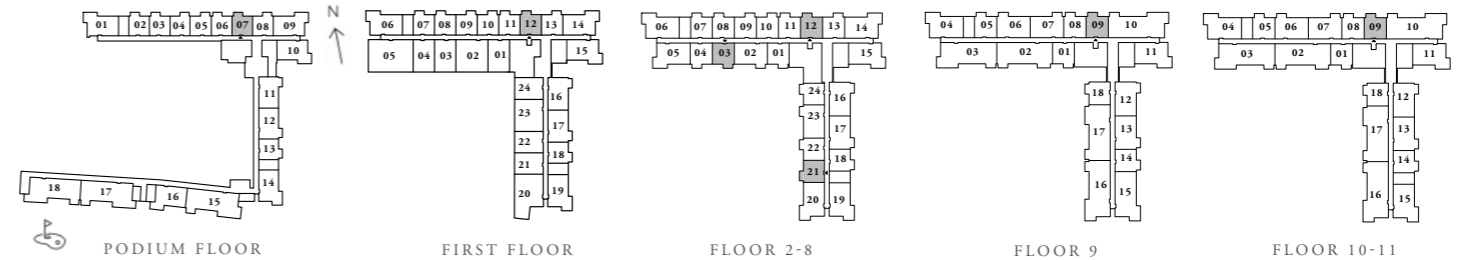 N
01 02 03 04 05 06 07 08 09
10
11
12
13
14
18 17 16 15
PODIUM FLOOR
06 07 08 09 10 11 12 13 14
05 04 03 02 01 15
24 16
23
17
22
18
21
20 19
FIRST FLOOR
06 07 08 09 10 11 12 13 14
05 04 03 02 01 15
24
16
23
17
22
18
21
20 19
FLOOR 2-8
04 05 06 07 08 09 10
03 02 01 11
18
12
17 13
14
16 15
FLOOR 9
04 05 06 07 08 09 10
03 02 01 11
18 12
17 13
14
16 15
FLOOR 10-11